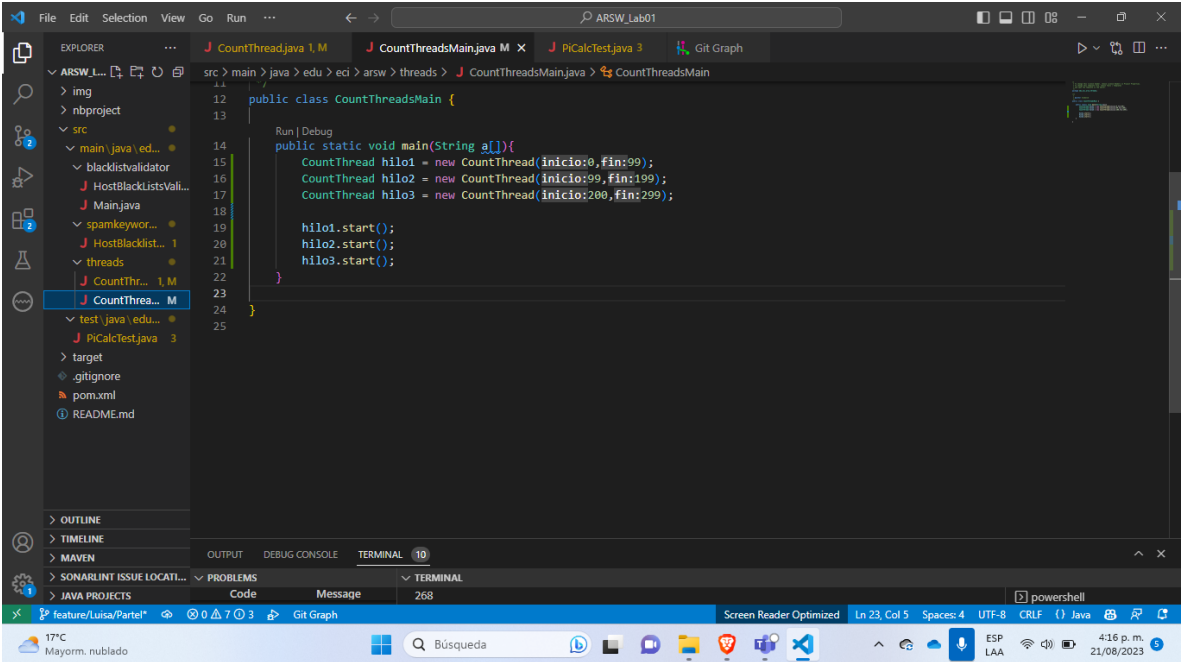 File Edit Selection View Go Run ··· ARSW_Lab01
EXPLORER ···
CountThread.java 1, M CountThreadsMain.java M PiCalcTest.java 3 Git Graph
ARSW_L...
src > main > java > edu > eci > arsw > threads > CountThreadsMain.java > CountThreadsMain
img
nbproject
src
main\java\ed...
blacklistvalidator
HostBlackListsVali...
Main.java
spamkeywor...
HostBlacklist... 1
threads
CountThr... 1, M
CountThrea... M
test\java\edu...
PiCalcTest.java 3
target
.gitignore
pom.xml
README.md
OUTLINE
TIMELINE
MAVEN
SONARLINT ISSUE LOCATI...
JAVA PROJECTS
11 */
12 public class CountThreadsMain {
13
Run | Debug
14 public static void main(String a[]){
15 CountThread hilo1 = new CountThread(inicio:0,fin:99);
16 CountThread hilo2 = new CountThread(inicio:99,fin:199);
17 CountThread hilo3 = new CountThread(inicio:200,fin:299);
18
19 hilo1.start();
20 hilo2.start();
21 hilo3.start();
22 }
23
24 }
25
OUTPUT DEBUG CONSOLE TERMINAL 10
PROBLEMS TERMINAL
Code Message 268 powershell
feature/Luisa/Parte1* 0 7 3 Git Graph Screen Reader Optimized Ln 23, Col 5 Spaces: 4 UTF-8 CRLF {} Java
17°C
Mayorm. nublado
Búsqueda
ESP
LAA
4:16 p. m.
21/08/2023
5